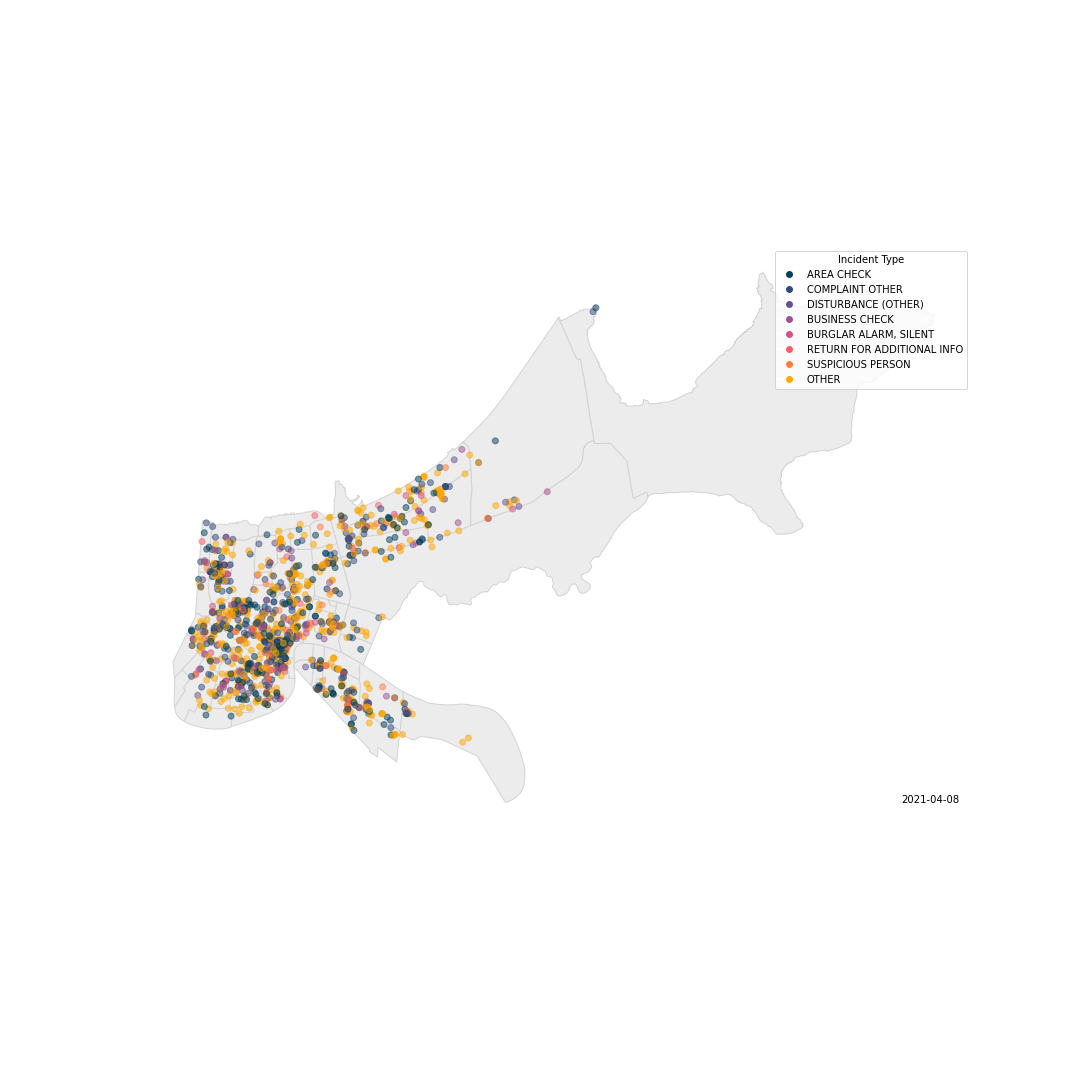 Incident Type
AREA CHECK
COMPLAINT OTHER
DISTURBANCE (OTHER)
BUSINESS CHECK
BURGLAR ALARM, SILENT
RETURN FOR ADDITIONAL INFO
SUSPICIOUS PERSON
OTHER
2021-04-08